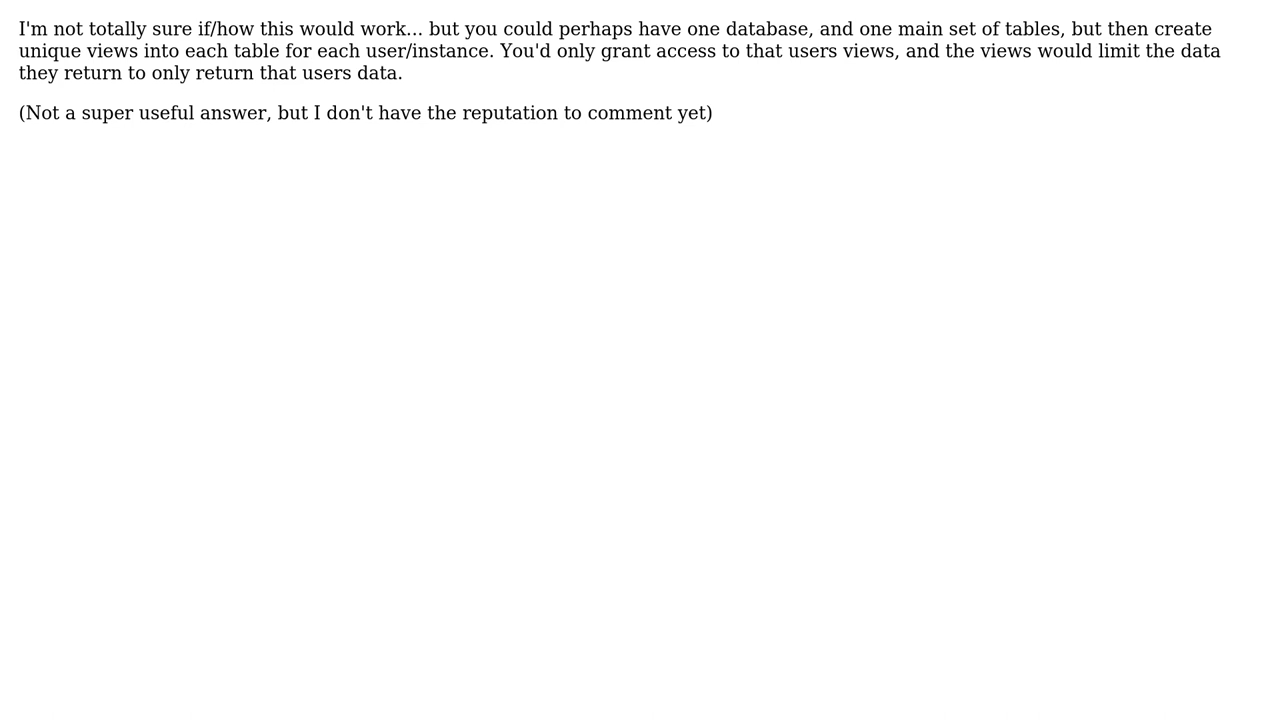 I'm not totally sure if/how this would work... but you could perhaps have one database, and one main set of tables, but then create
unique views into each table for each user/instance. You'd only grant access to that users views, and the views would limit the data
they return to only return that users data.
(Not a super useful answer, but I don't have the reputation to comment yet)